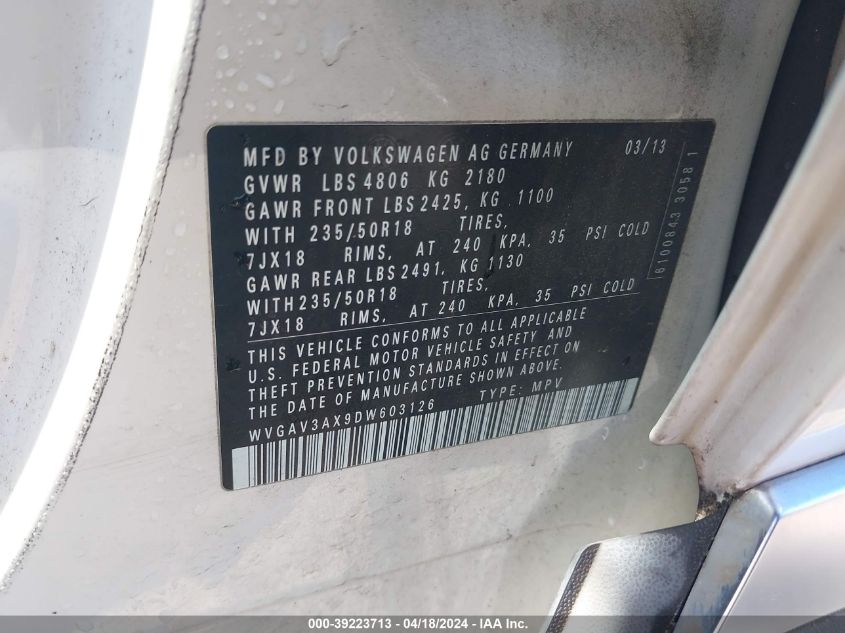 MFD BY VOLKSWAGEN AG GERMANY 03/13
GVWR LBS 4806 KG 2180
GAWR FRONT LBS 2425, KG 1100
WITH 235/50R18 TIRES,
7JX18 RIMS, AT 240 KPA, 35 PSI COLD
GAWR REAR LBS 2491, KG 1130
WITH 235/50R18 TIRES,
7JX18 RIMS, AT 240 KPA, 35 PSI COLD
THIS VEHICLE CONFORMS TO ALL APPLICABLE
U.S. FEDERAL MOTOR VEHICLE SAFETY AND
THEFT PREVENTION STANDARDS IN EFFECT ON
THE DATE OF MANUFACTURE SHOWN ABOVE.
WVGAV3AX9DW603126 TYPE: MPV
6100843 30581
000-39223713 - 04/18/2024 - IAA Inc.